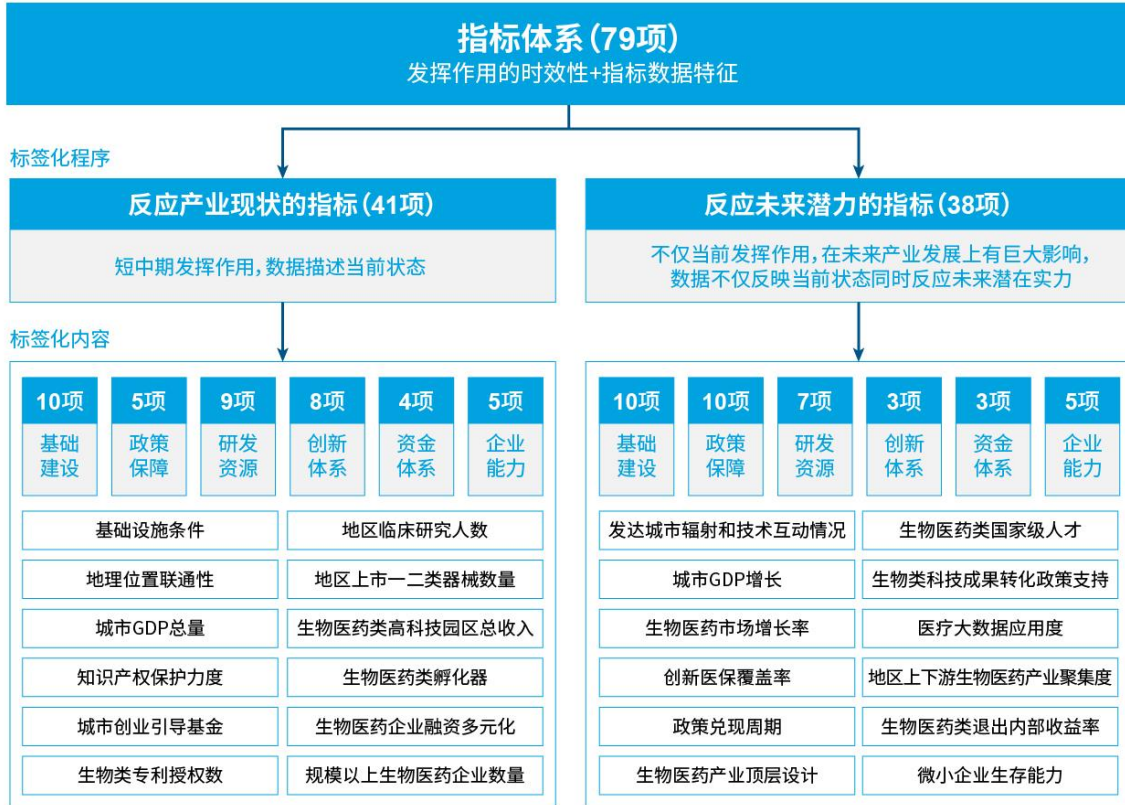 指标体系(79项)
发挥作用的时效性+指标数据特征
标签化程序
反应产业现状的指标(41项)
短中期发挥作用,数据描述当前状态
反应未来潜力的指标(38项)
不仅当前发挥作用,在未来产业发展上有巨大影响,
数据不仅反映当前状态同时反应未来潜在实力
标签化内容
10项
基础
建设
5项
政策
保障
9项
研发
资源
8项
创新
体系
4项
资金
体系
5项
企业
能力
基础设施条件
地区临床研究人数
地理位置联通性
地区上市一二类器械数量
城市GDP总量
生物医药类高科技园区总收入
知识产权保护力度
生物医药类孵化器
城市创业引导基金
生物医药企业融资多元化
生物类专利授权数
规模以上生物医药企业数量
10项
基础
建设
10项
政策
保障
7项
研发
资源
3项
创新
体系
3项
资金
体系
5项
企业
能力
发达城市辐射和技术互动情况
生物医药类国家级人才
城市GDP增长
生物类科技成果转化政策支持
生物医药市场增长率
医疗大数据应用度
创新医保覆盖率
地区上下游生物医药产业聚集度
政策兑现周期
生物医药类退出内部收益率
生物医药产业顶层设计
微小企业生存能力